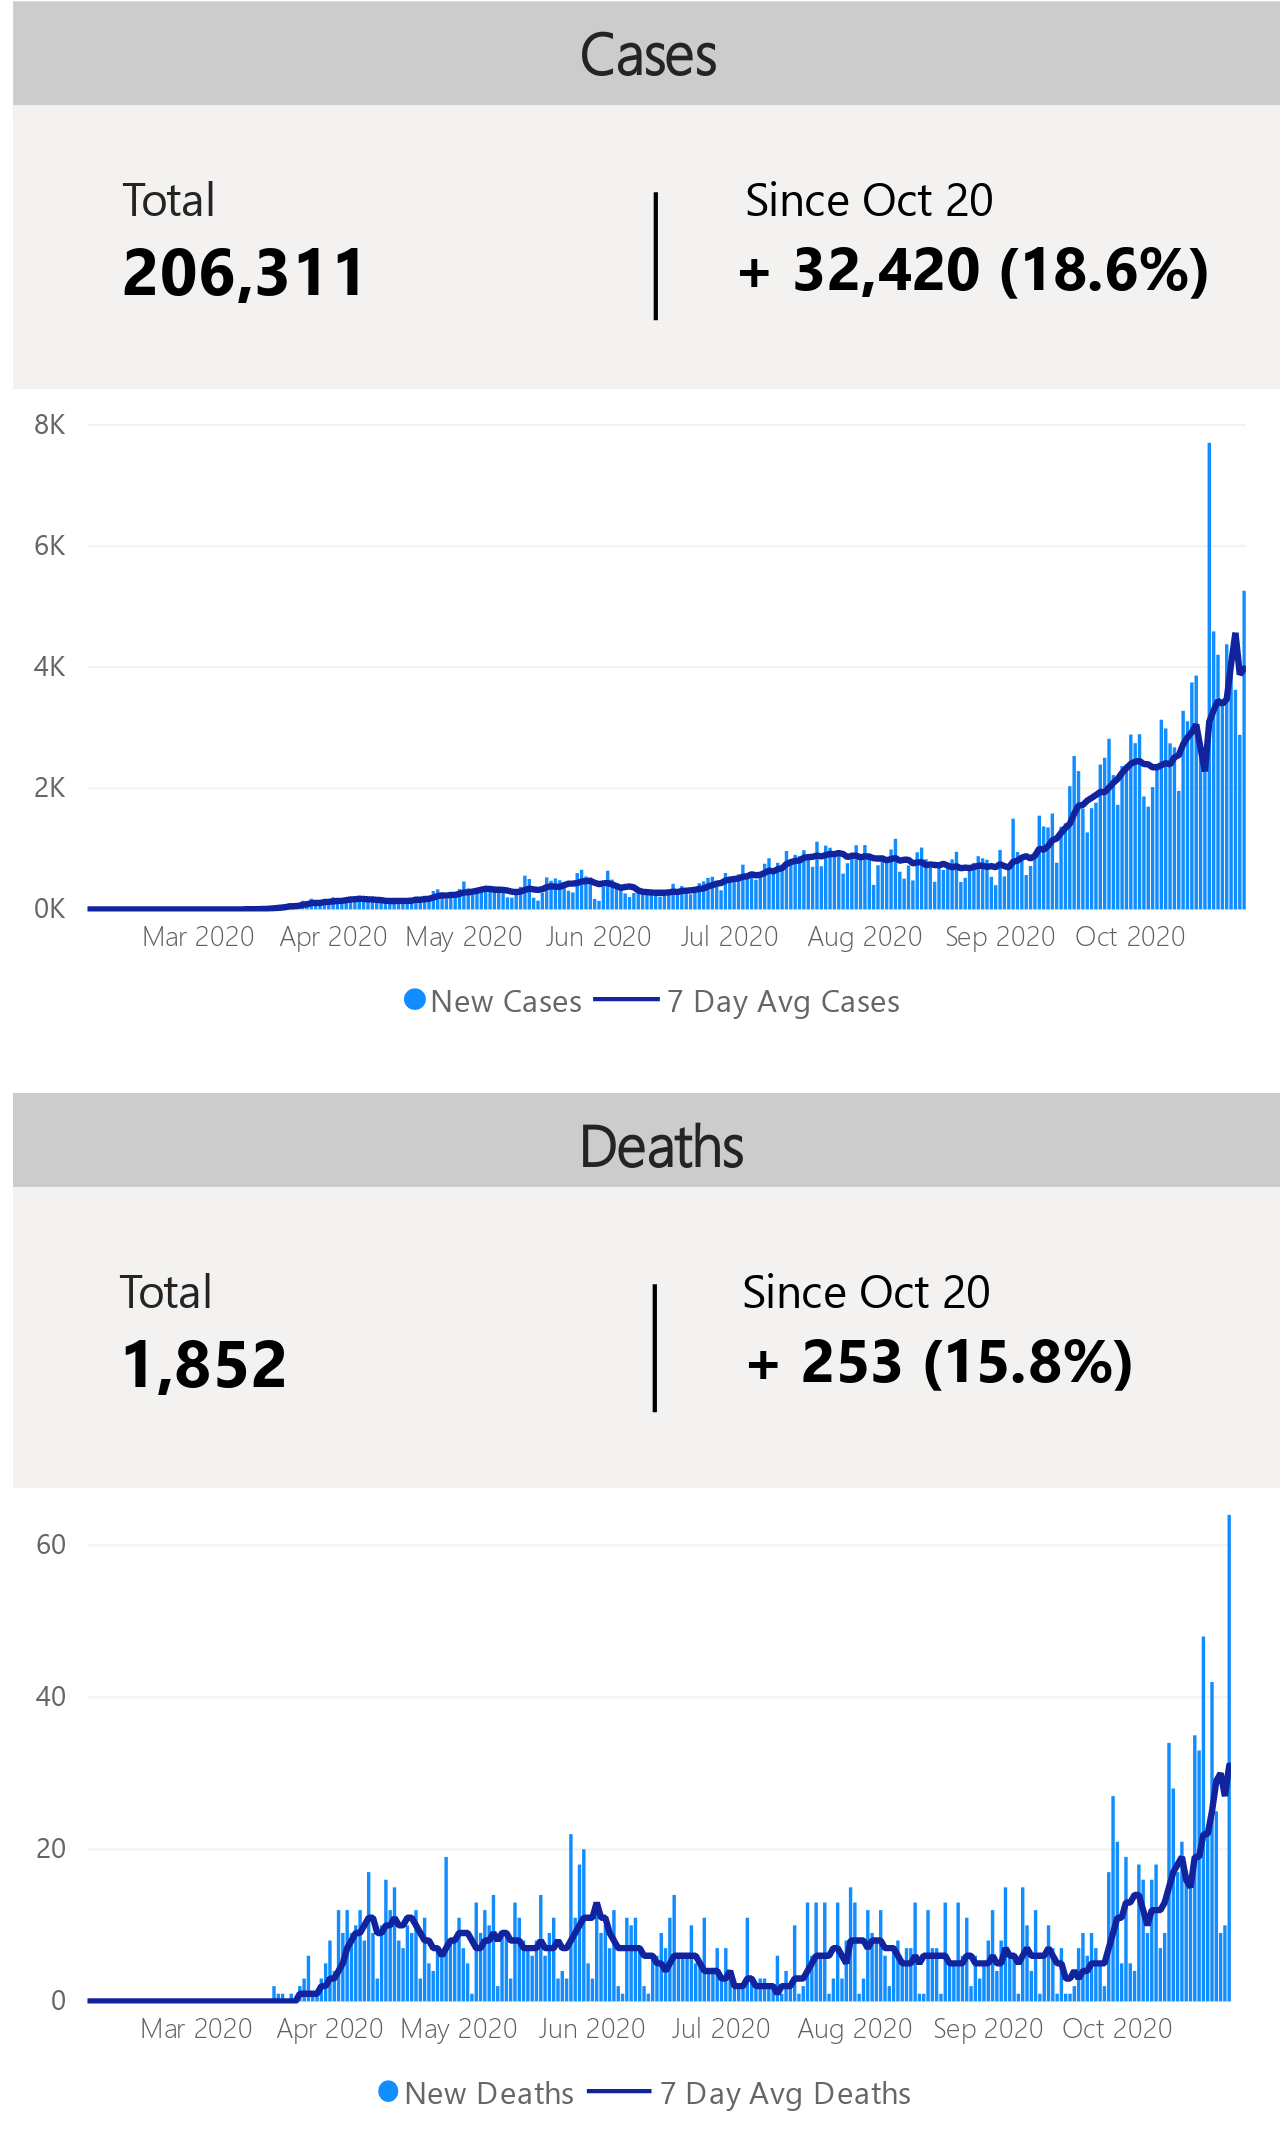 Cases
Total
206,311
Since Oct 20
+ 32,420 (18.6%)
8K
6K
4K
2K
0K
Mar 2020 Apr 2020 May 2020 Jun 2020 Jul 2020 Aug 2020 Sep 2020 Oct 2020
New Cases 7 Day Avg Cases
Deaths
Total
1,852
Since Oct 20
+ 253 (15.8%)
60
40
20
0
Mar 2020 Apr 2020 May 2020 Jun 2020 Jul 2020 Aug 2020 Sep 2020 Oct 2020
New Deaths 7 Day Avg Deaths